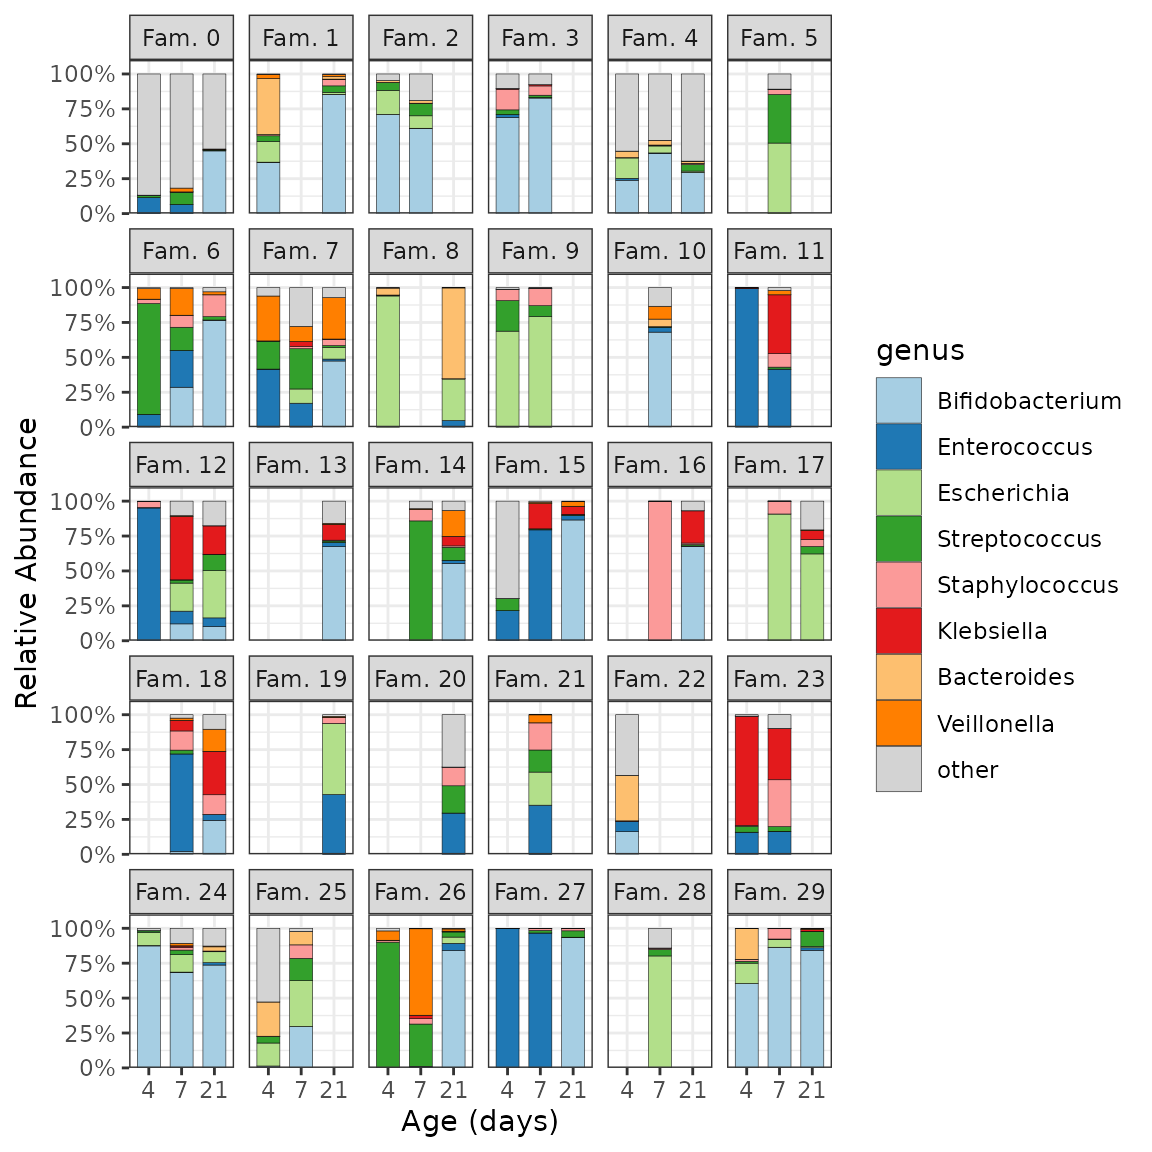 Fam. 0 Fam. 1 Fam. 2 Fam. 3 Fam. 4 Fam. 5
100%
75%
50%
25%
0%
Fam. 6 Fam. 7 Fam. 8 Fam. 9 Fam. 10 Fam. 11
100%
75%
50%
25%
0%
Fam. 12 Fam. 13 Fam. 14 Fam. 15 Fam. 16 Fam. 17
100%
75%
50%
25%
0%
Fam. 18 Fam. 19 Fam. 20 Fam. 21 Fam. 22 Fam. 23
100%
75%
50%
25%
0%
Fam. 24 Fam. 25 Fam. 26 Fam. 27 Fam. 28 Fam. 29
100%
75%
50%
25%
0%
4 7 21 4 7 21 4 7 21 4 7 21 4 7 21 4 7 21
Age (days)
Relative Abundance
genus
Bifidobacterium
Enterococcus
Escherichia
Streptococcus
Staphylococcus
Klebsiella
Bacteroides
Veillonella
other